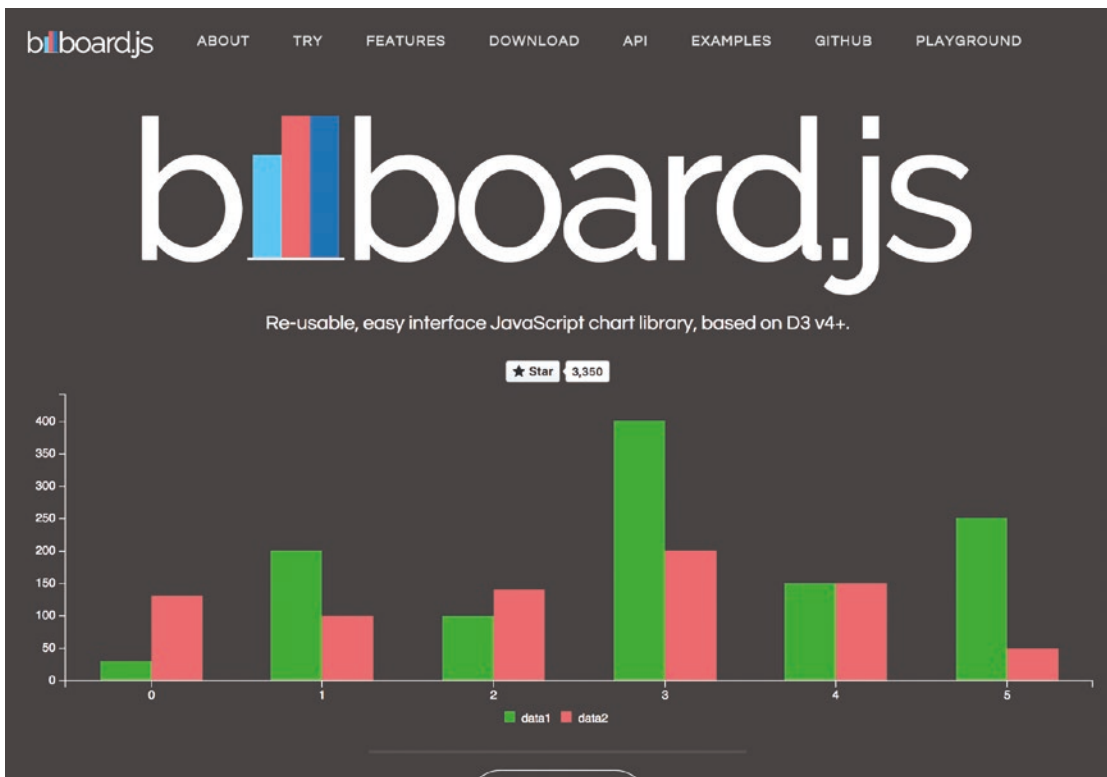 billboard.js ABOUT TRY FEATURES DOWNLOAD API EXAMPLES GITHUB PLAYGROUND
billboard.js
Re-usable, easy interface JavaScript chart library, based on D3 v4+.
★ Star 3,350
400
350
300
250
200
150
100
50
0
0 1 2 3 4 5
data1 data2